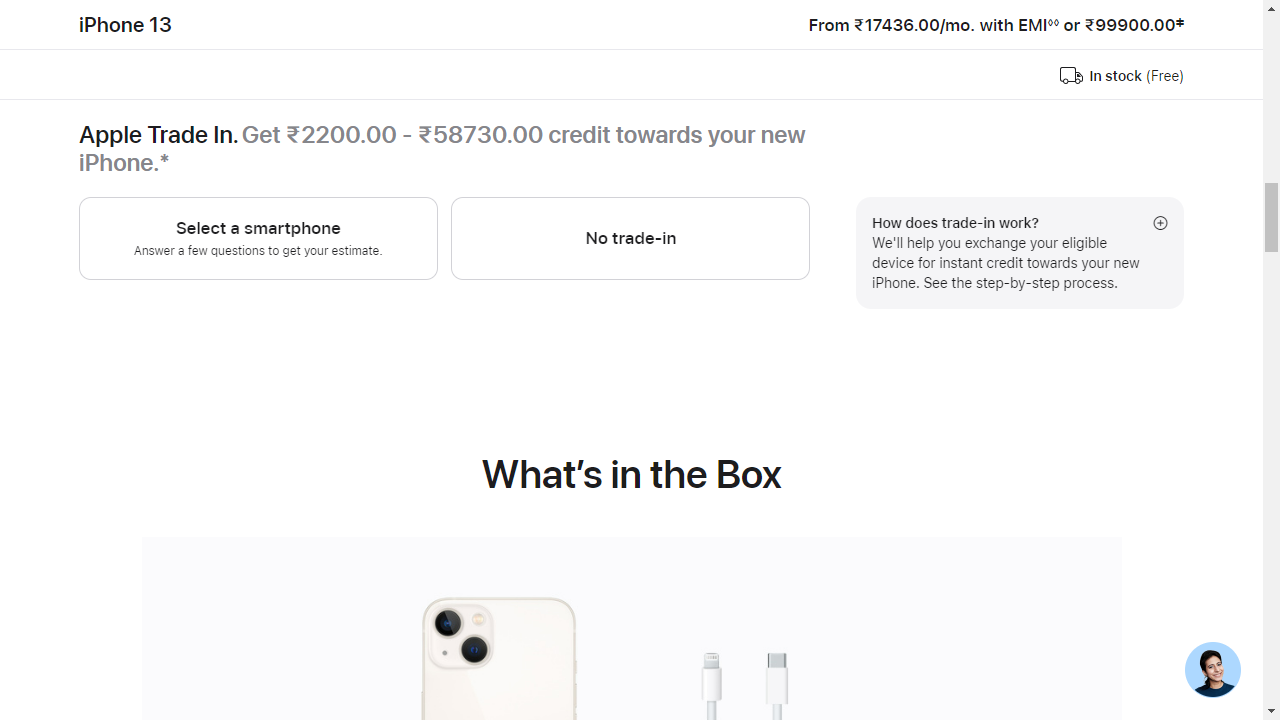 iPhone 13
From ₹17436.00/mo. with EMI◊◊ or ₹99900.00‡
In stock (Free)
Apple Trade In. Get ₹2200.00 - ₹58730.00 credit towards your new
iPhone.*
Select a smartphone
Answer a few questions to get your estimate.
No trade-in
How does trade-in work?
We'll help you exchange your eligible
device for instant credit towards your new
iPhone. See the step-by-step process.
What's in the Box